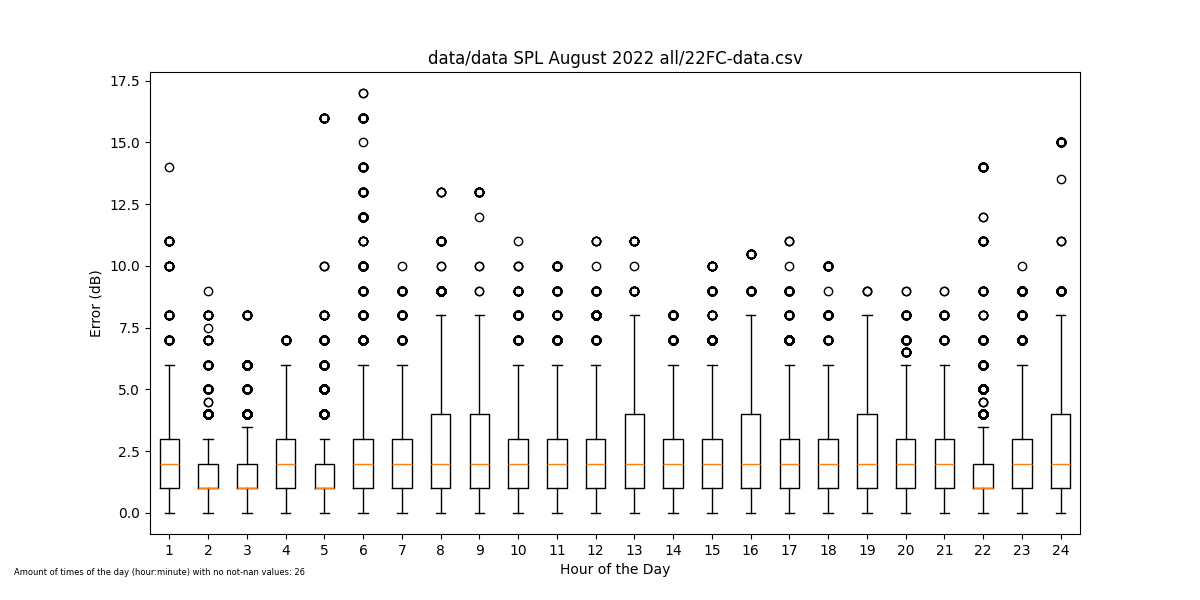 data/data SPL August 2022 all/22FC-data.csv
17.5
15.0
12.5
10.0
7.5
5.0
2.5
0.0
Error (dB)
1 2 3 4 5 6 7 8 9 10 11 12 13 14 15 16 17 18 19 20 21 22 23 24
Hour of the Day
Amount of times of the day (hour:minute) with no not-nan values: 26